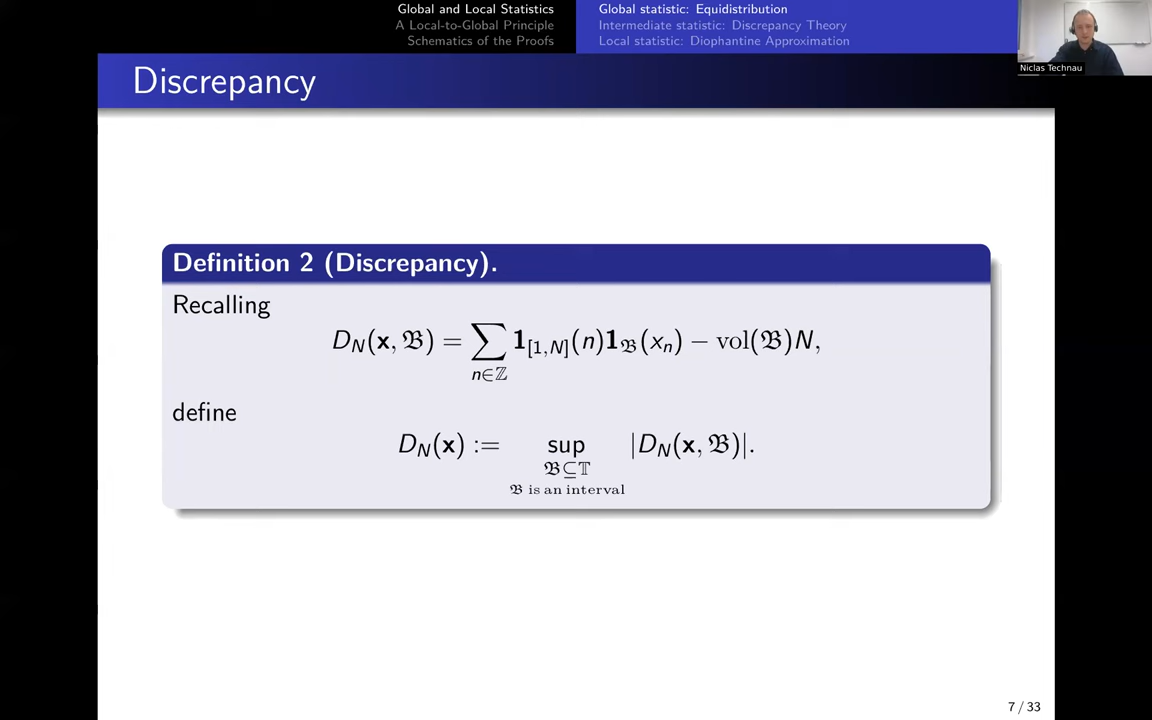 Global and Local Statistics
A Local-to-Global Principle
Schematics of the Proofs
Global statistic: Equidistribution
Intermediate statistic: Discrepancy Theory
Local statistic: Diophantine Approximation
Niclas Technau
Discrepancy
Definition 2 (Discrepancy).
Recalling
D_N(𝐱, 𝔅) = ∑_{n∈ℤ} 𝟏_{[1,N]}(n)𝟏_𝔅(x_n) − vol(𝔅)N,
define
D_N(𝐱) := sup_{𝔅⊆𝕋, 𝔅 is an interval} |D_N(𝐱, 𝔅)|.
7 / 33